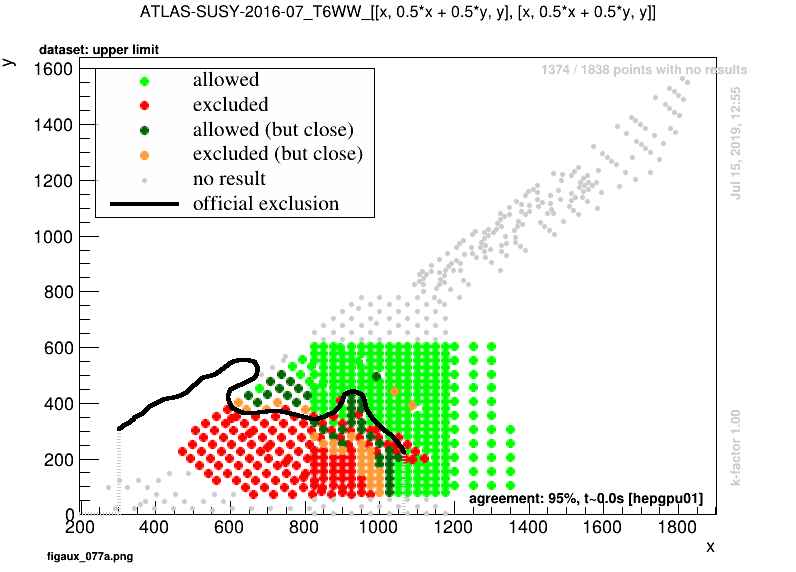 ATLAS-SUSY-2016-07_T6WW_[[x, 0.5*x + 0.5*y, y], [x, 0.5*x + 0.5*y, y]]
dataset: upper limit
y
1374 / 1838 points with no results
allowed
excluded
allowed (but close)
excluded (but close)
no result
official exclusion
Jul 15, 2019, 12:55
k-factor 1.00
1600
1400
1200
1000
800
600
400
200
0
agreement: 95%, t~0.0s [hepgpu01]
200 400 600 800 1000 1200 1400 1600 1800
x
figaux_077a.png